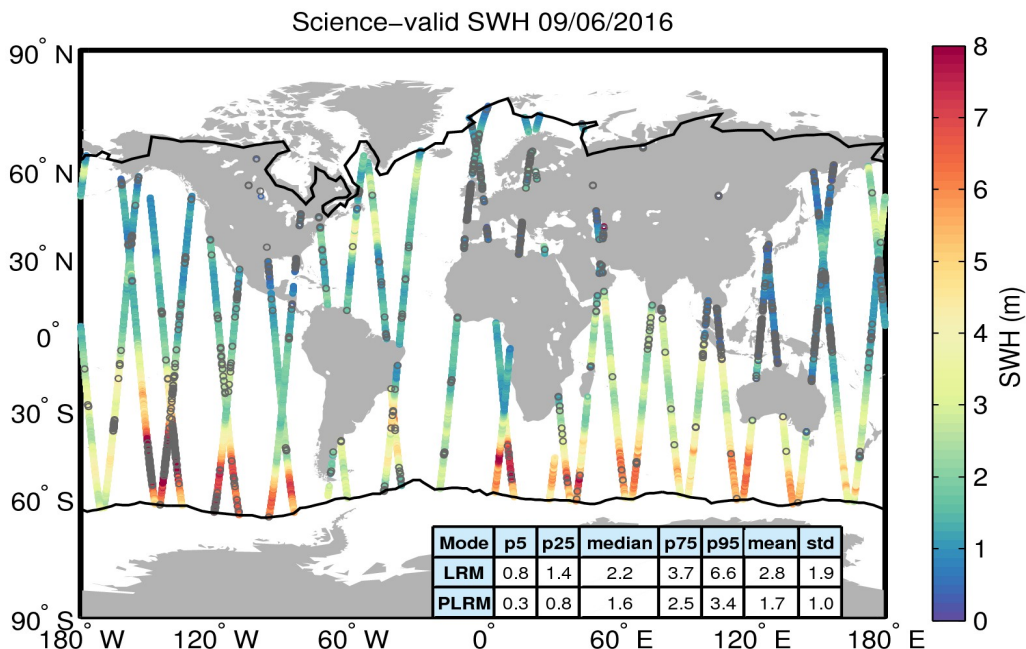 Science−valid SWH 09/06/2016
90° N
60° N
30° N
0°
30° S
60° S
90° S
180° W
120° W
60° W
0°
60° E
120° E
180° E
8
7
6
5
4
3
2
1
0
SWH (m)
Mode p5 p25 median p75 p95 mean std
LRM 0.8 1.4 2.2 3.7 6.6 2.8 1.9
PLRM 0.3 0.8 1.6 2.5 3.4 1.7 1.0